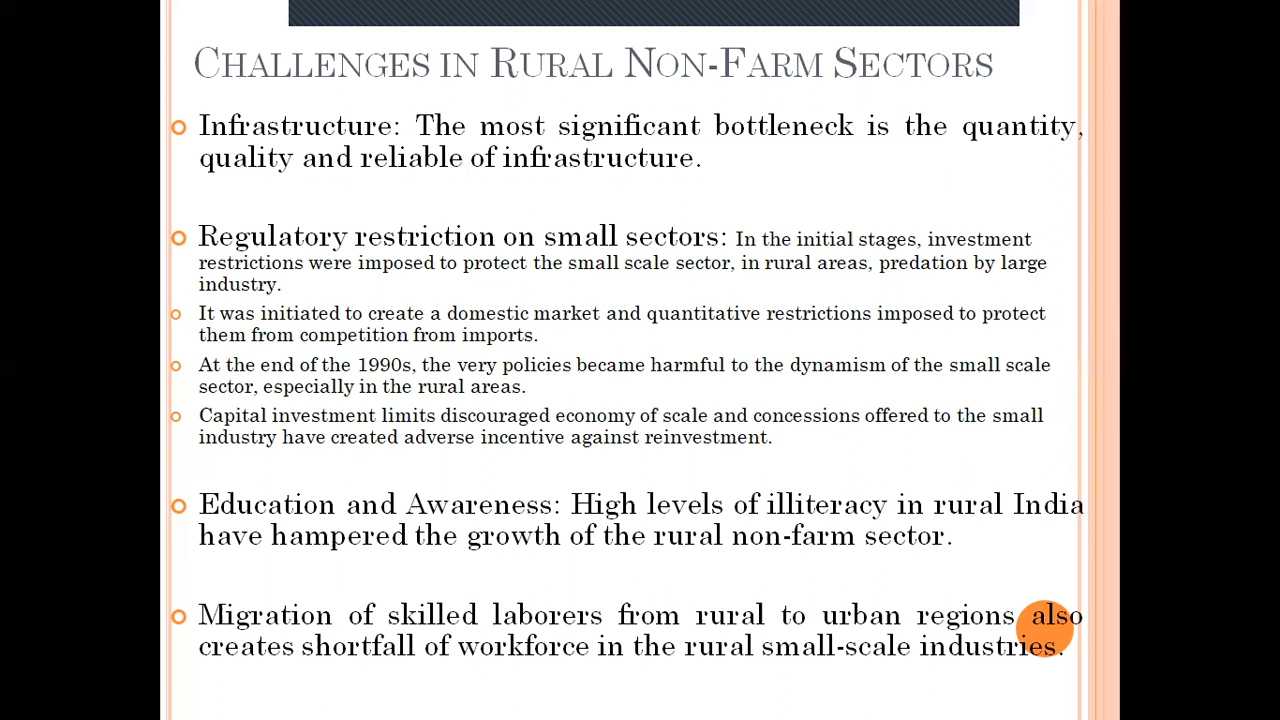 CHALLENGES IN RURAL NON-FARM SECTORS
Infrastructure: The most significant bottleneck is the quantity,
quality and reliable of infrastructure.
Regulatory restriction on small sectors: In the initial stages, investment
restrictions were imposed to protect the small scale sector, in rural areas, predation by large
industry.
It was initiated to create a domestic market and quantitative restrictions imposed to protect
them from competition from imports.
At the end of the 1990s, the very policies became harmful to the dynamism of the small scale
sector, especially in the rural areas.
Capital investment limits discouraged economy of scale and concessions offered to the small
industry have created adverse incentive against reinvestment.
Education and Awareness: High levels of illiteracy in rural India
have hampered the growth of the rural non-farm sector.
Migration of skilled laborers from rural to urban regions also
creates shortfall of workforce in the rural small-scale industries.